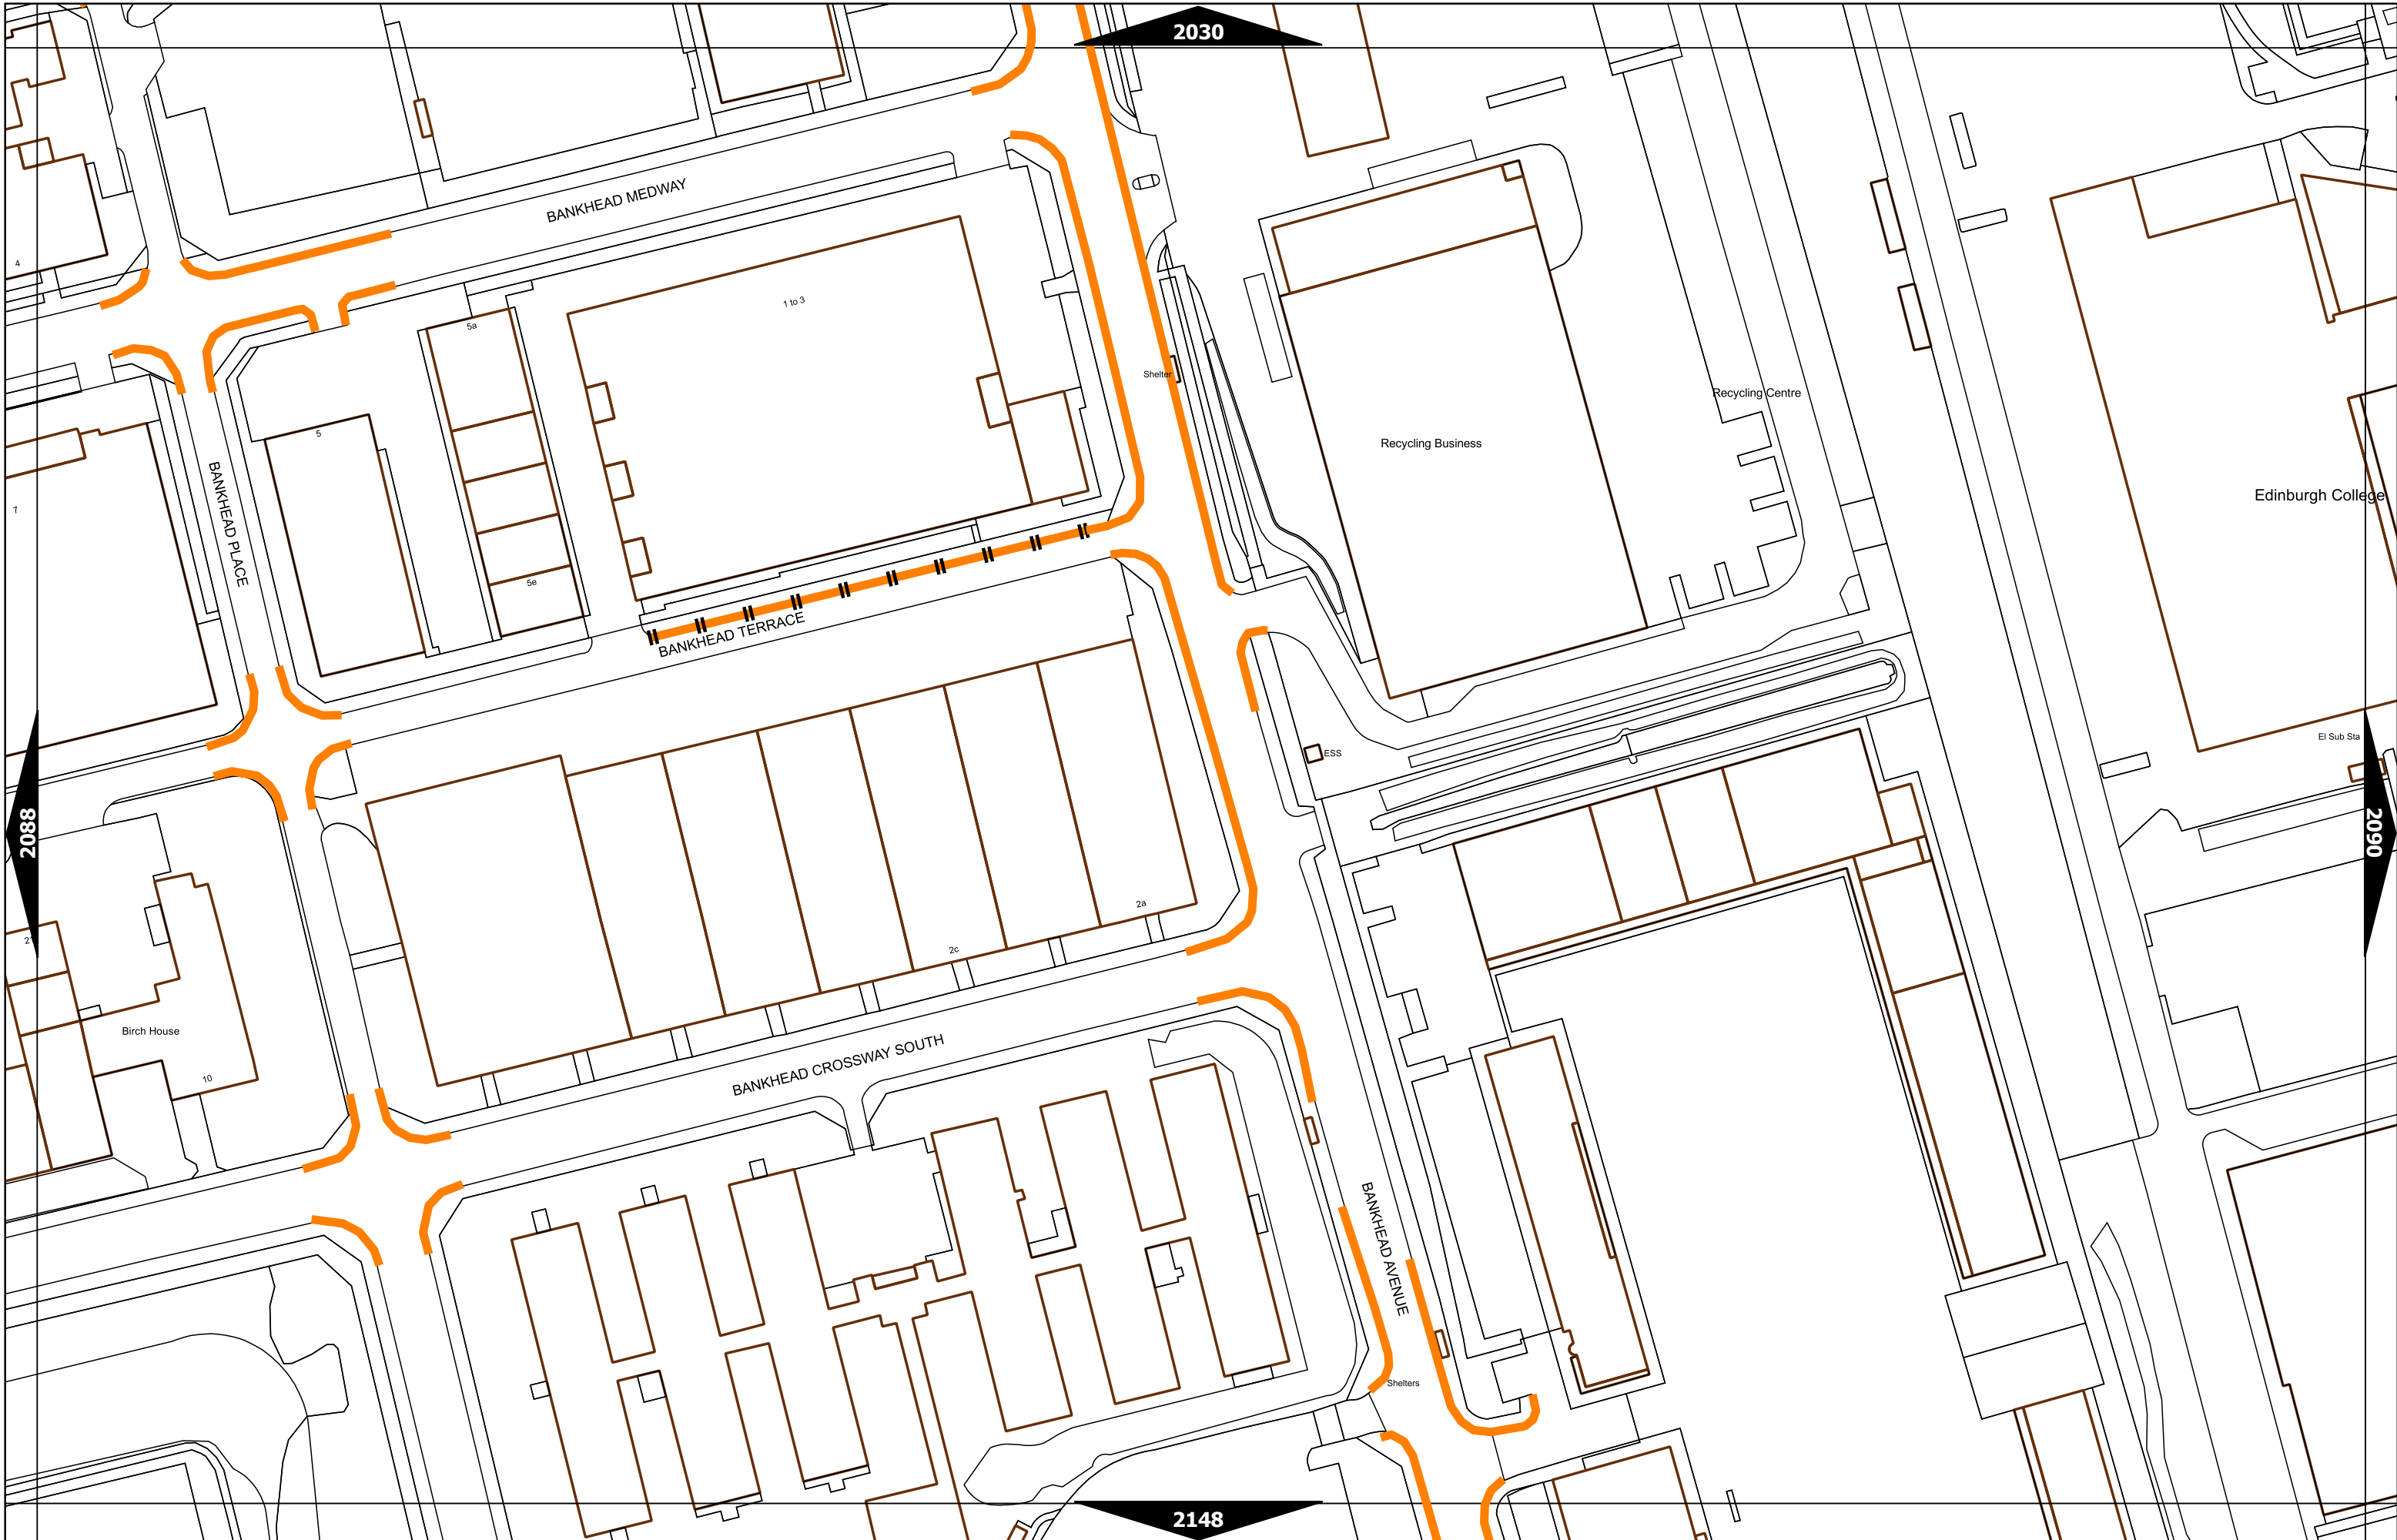 2030
BANKHEAD MEDWAY
4
1 to 3
5a
Shelter
Recycling Centre
5
Recycling Business
Edinburgh College
7
BANKHEAD PLACE
5e
BANKHEAD TERRACE
El Sub Sta
ESS
2088
2090
2a
2c
Birch House
BANKHEAD CROSSWAY SOUTH
10
BANKHEAD AVENUE
Shelters
2148